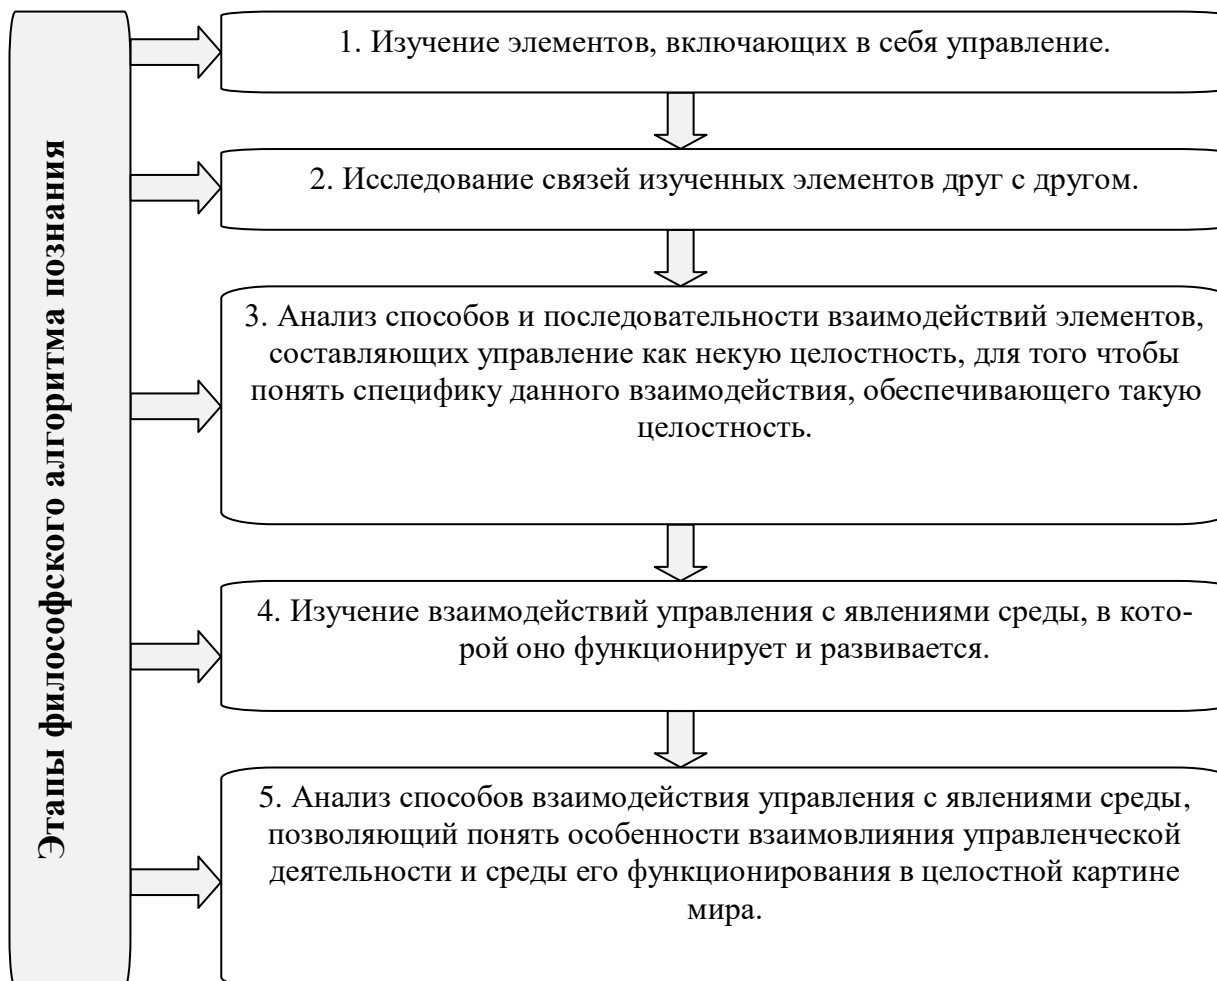 Этапы философского алгоритма познания
1. Изучение элементов, включающих в себя управление.
2. Исследование связей изученных элементов друг с другом.
3. Анализ способов и последовательности взаимодействий элементов,
составляющих управление как некую целостность, для того чтобы
понять специфику данного взаимодействия, обеспечивающего такую
целостность.
4. Изучение взаимодействий управления с явлениями среды, в кото-
рой оно функционирует и развивается.
5. Анализ способов взаимодействия управления с явлениями среды,
позволяющий понять особенности взаимовлияния управленческой
деятельности и среды его функционирования в целостной картине
мира.